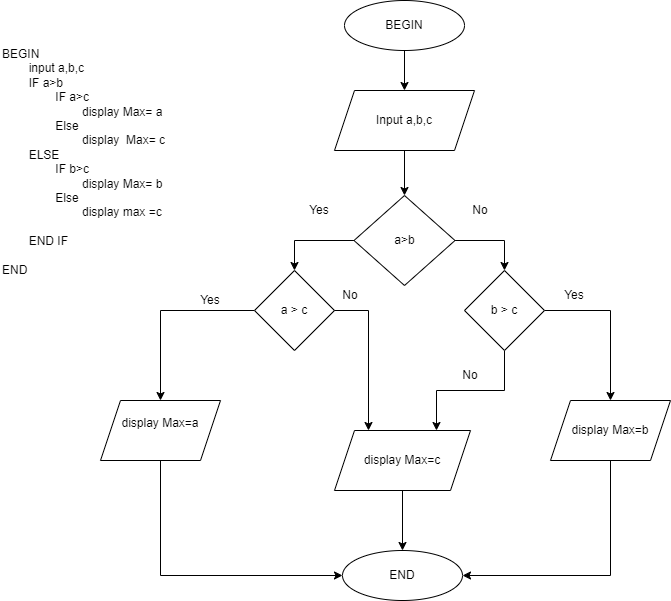 BEGIN
input a,b,c
IF a>b
IF a>c
display Max= a
Else
display  Max= c
ELSE
IF b>c
display Max= b
Else
display max =c
END IF
END
BEGIN
Input a,b,c
Yes
No
a>b
Yes
a > c
No
b > c
Yes
No
display Max=a
display Max=c
display Max=b
END